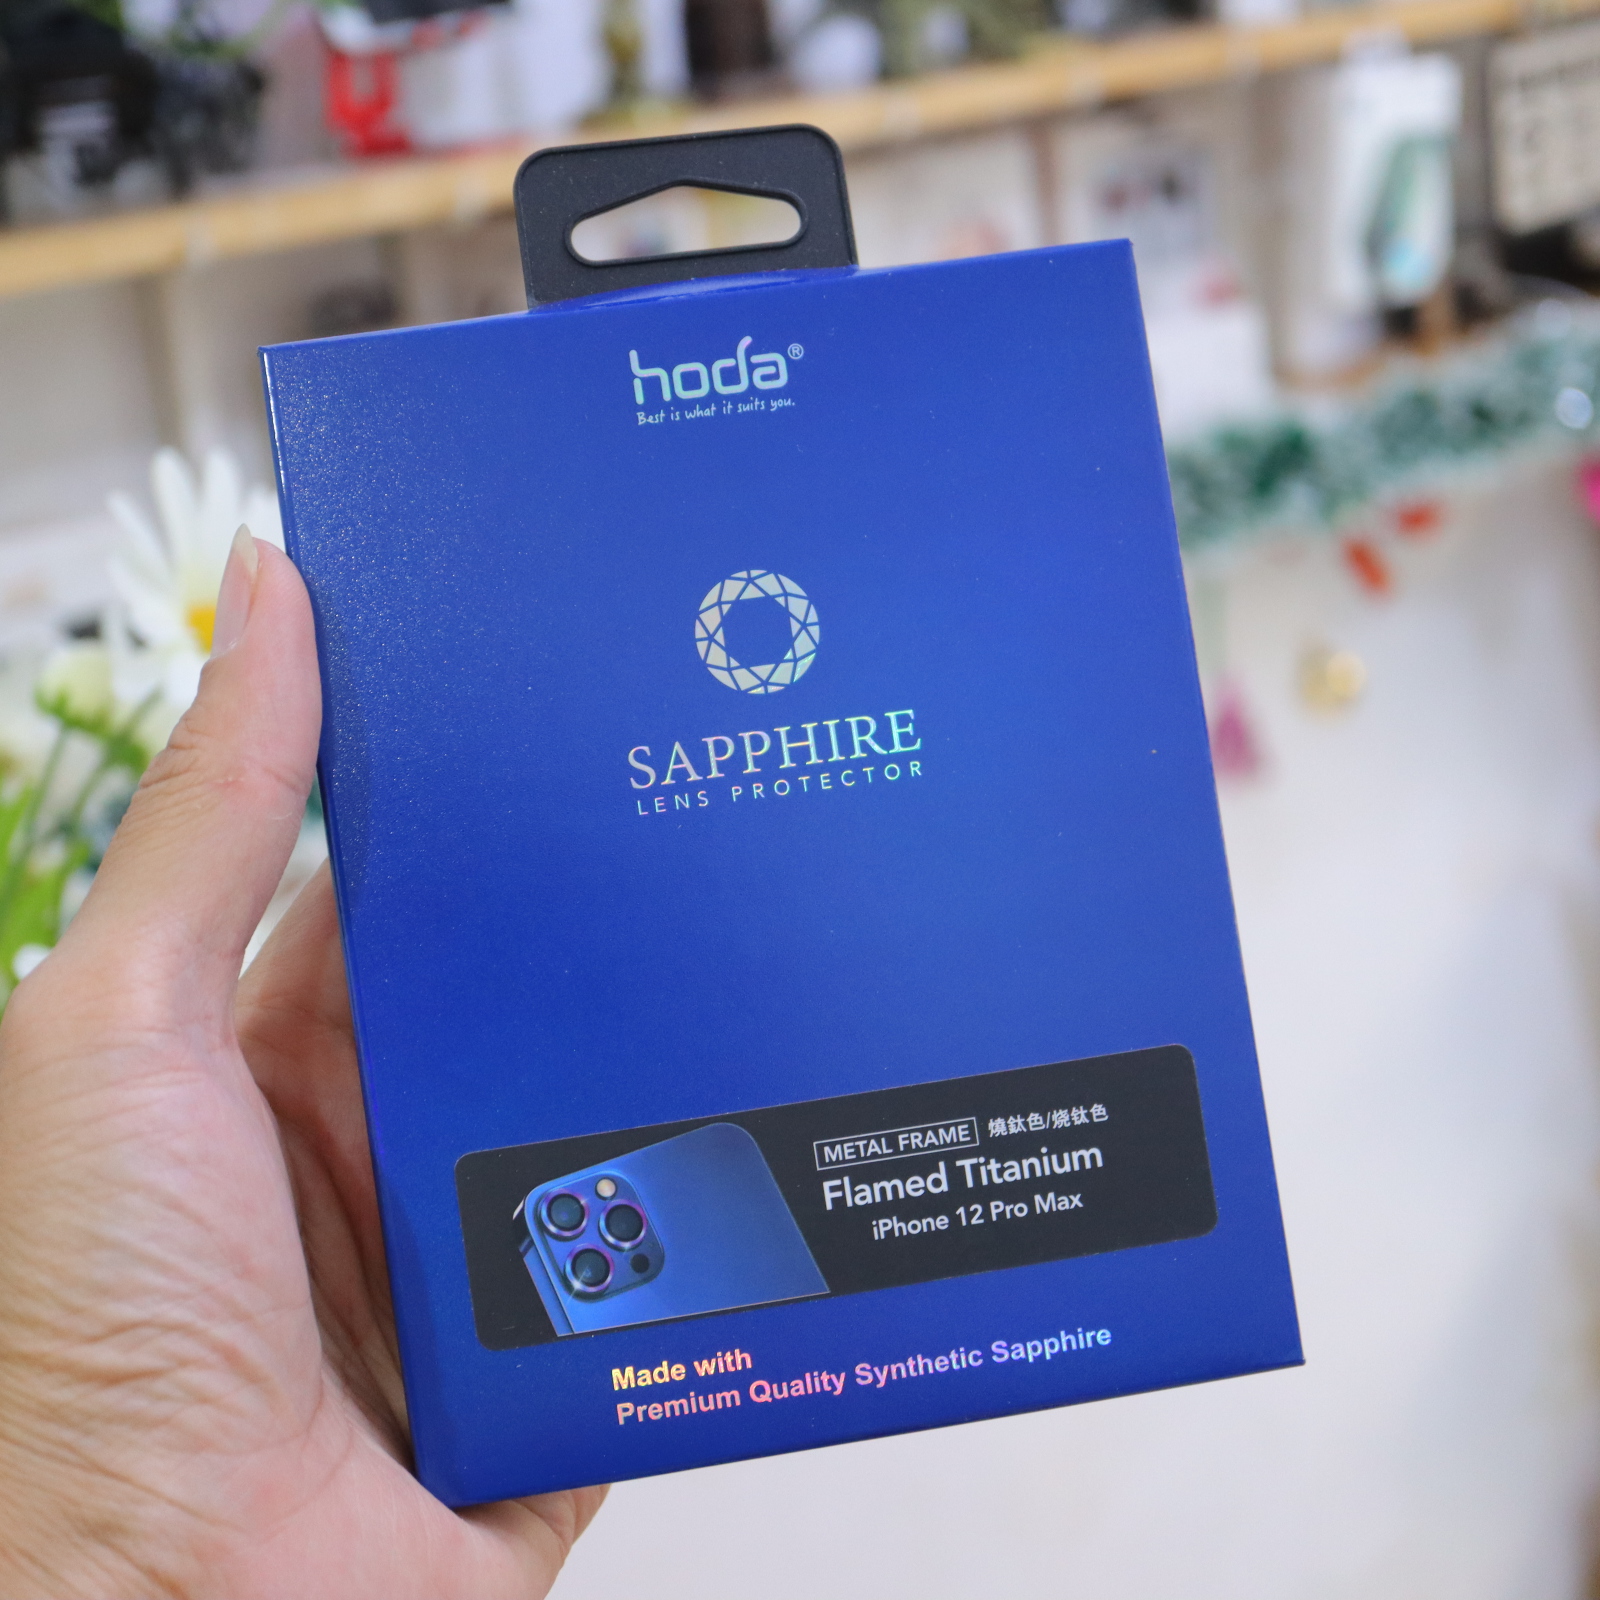 hoda®
Best is what it suits you.
SAPPHIRE
LENS PROTECTOR
METAL FRAME 燒鈦色/烧钛色
Flamed Titanium
iPhone 12 Pro Max
Made with
Premium Quality Synthetic Sapphire